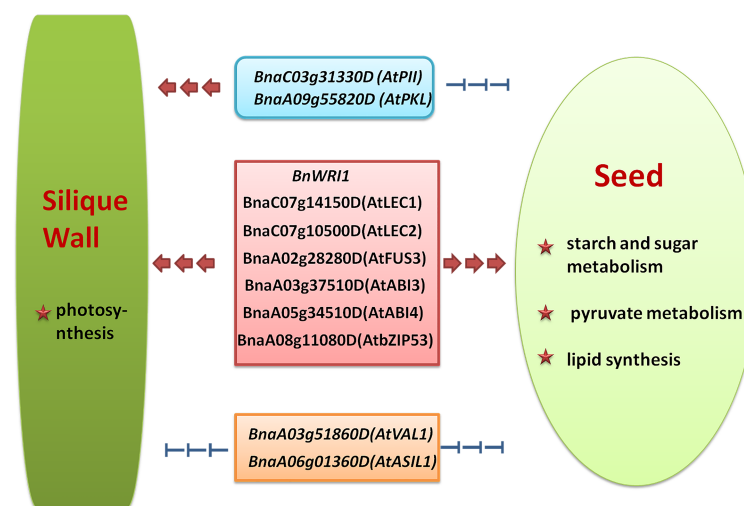 BnaC03g31330D (AtPII)
BnaA09g55820D (AtPKL)
Silique
Wall
photosy-
nthesis
BnWRI1
BnaC07g14150D(AtLEC1)
BnaC07g10500D(AtLEC2)
BnaA02g28280D(AtFUS3)
BnaA03g37510D(AtABI3)
BnaA05g34510D(AtABI4)
BnaA08g11080D(AtbZIP53)
BnaA03g51860D(AtVAL1)
BnaA06g01360D(AtASIL1)
Seed
starch and sugar
metabolism
pyruvate metabolism
lipid synthesis